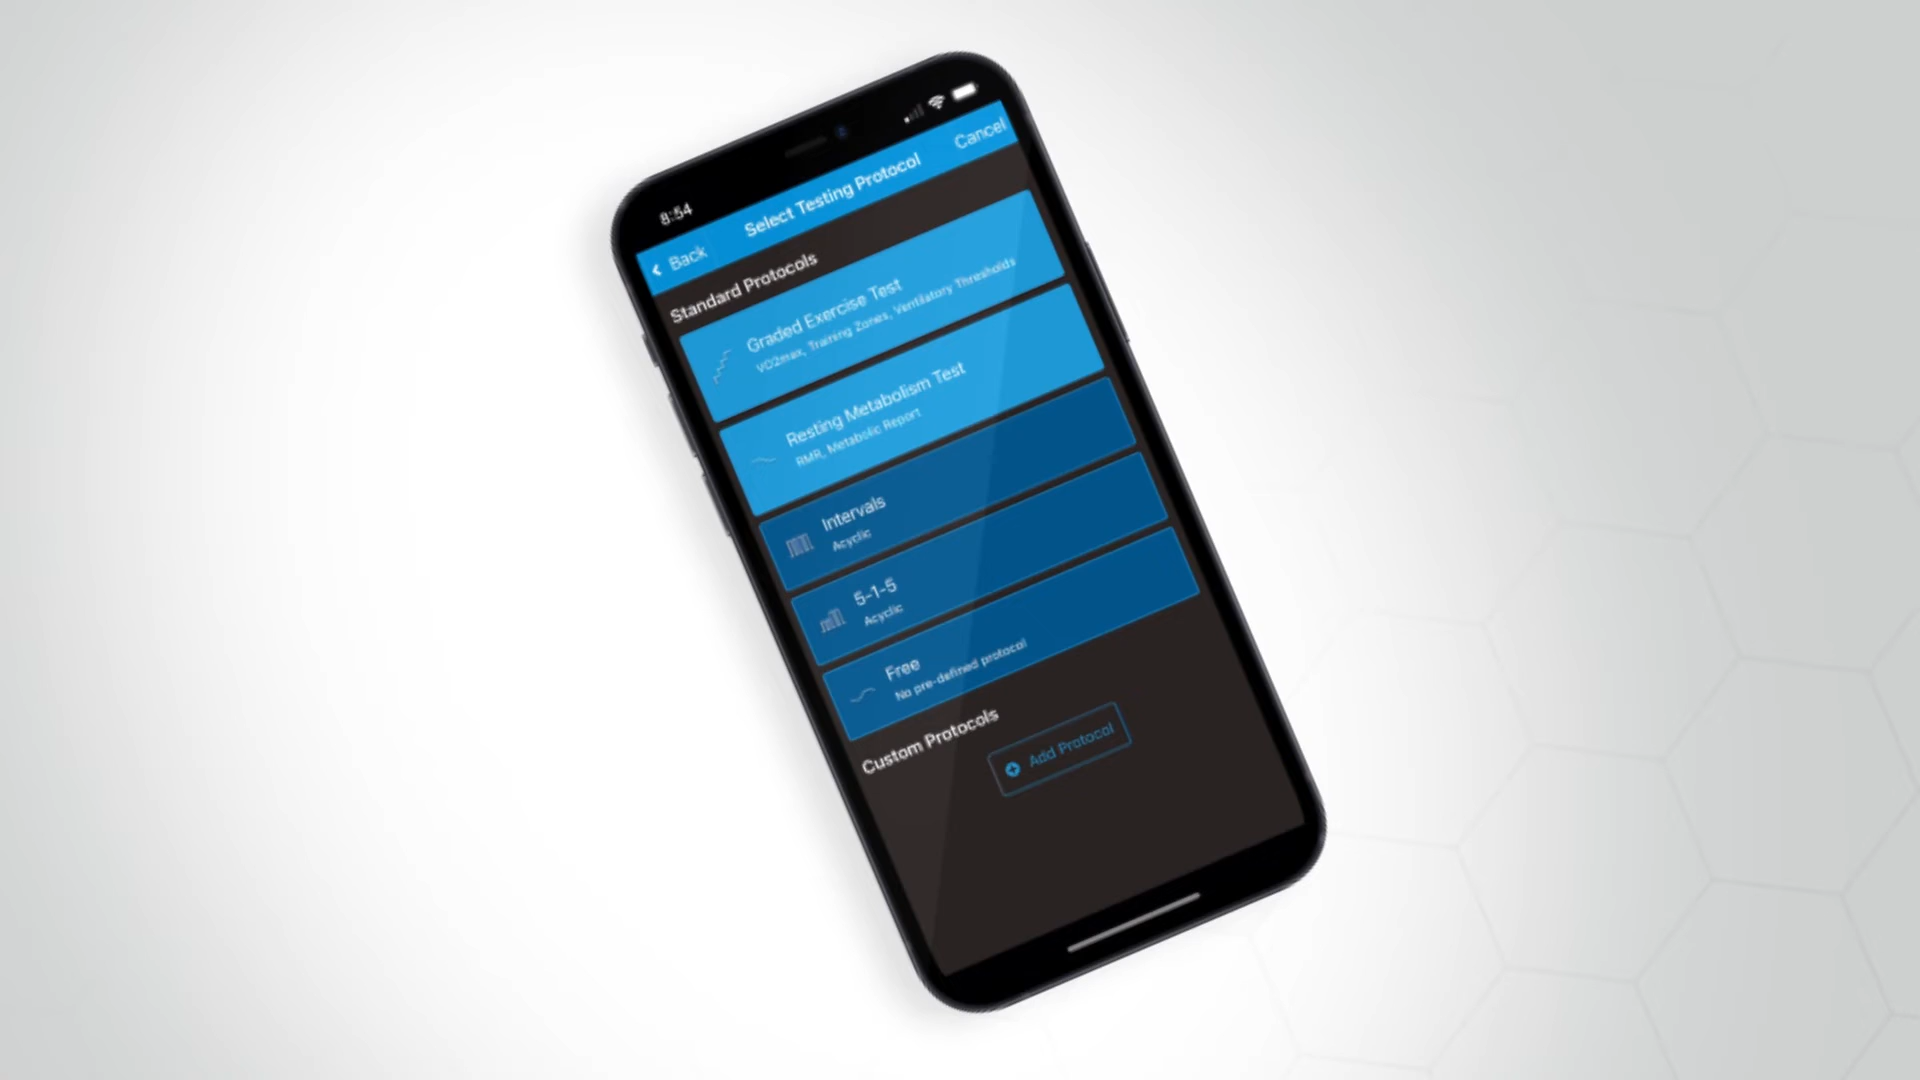 8:54
Back
Select Testing Protocol
Cancel
Standard Protocols
Graded Exercise Test
VO2max, Training Zones, Ventilatory Thresholds
Resting Metabolism Test
RMR, Metabolic Report
Intervals
Acyclic
5-1-5
Acyclic
Free
No pre-defined protocol
Custom Protocols
Add Protocol